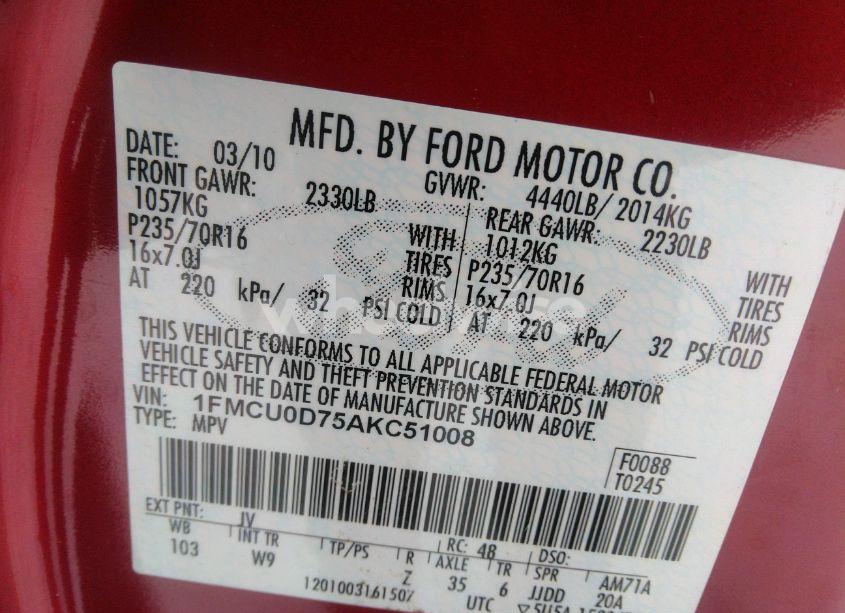 MFD. BY FORD MOTOR CO.
DATE: 03/10 GVWR: 4440LB/ 2014KG
FRONT GAWR: 2330LB REAR GAWR: 2230LB
1057KG WITH 1012KG WITH
P235/70R16 TIRES P235/70R16 TIRES
16x7.0J RIMS 16x7.0J RIMS
AT 220 kPa/ 32 PSI COLD AT 220 kPa/ 32 PSI COLD
THIS VEHICLE CONFORMS TO ALL APPLICABLE FEDERAL MOTOR
VEHICLE SAFETY AND THEFT PREVENTION STANDARDS IN
EFFECT ON THE DATE OF MANUFACTURE SHOWN ABOVE.
VIN: 1FMCU0D75AKC51008
TYPE: MPV
F0088
T0245
EXT PNT: JV RC: 48 DSO:
WB INT TR TP/PS R AXLE TR SPR AM71A
103 W9 Z 35 6 JJDD 20A
1201003161507 UTC